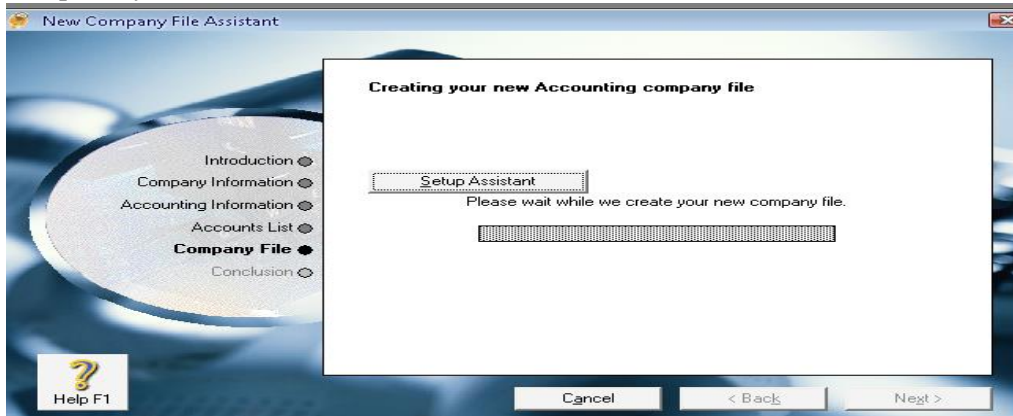 New Company File Assistant
Creating your new Accounting company file
Introduction
Company Information
Setup Assistant
Accounting Information
Please wait while we create your new company file.
Accounts List
Company File
Conclusion
?
Help F1
Cancel
< Back
Next >